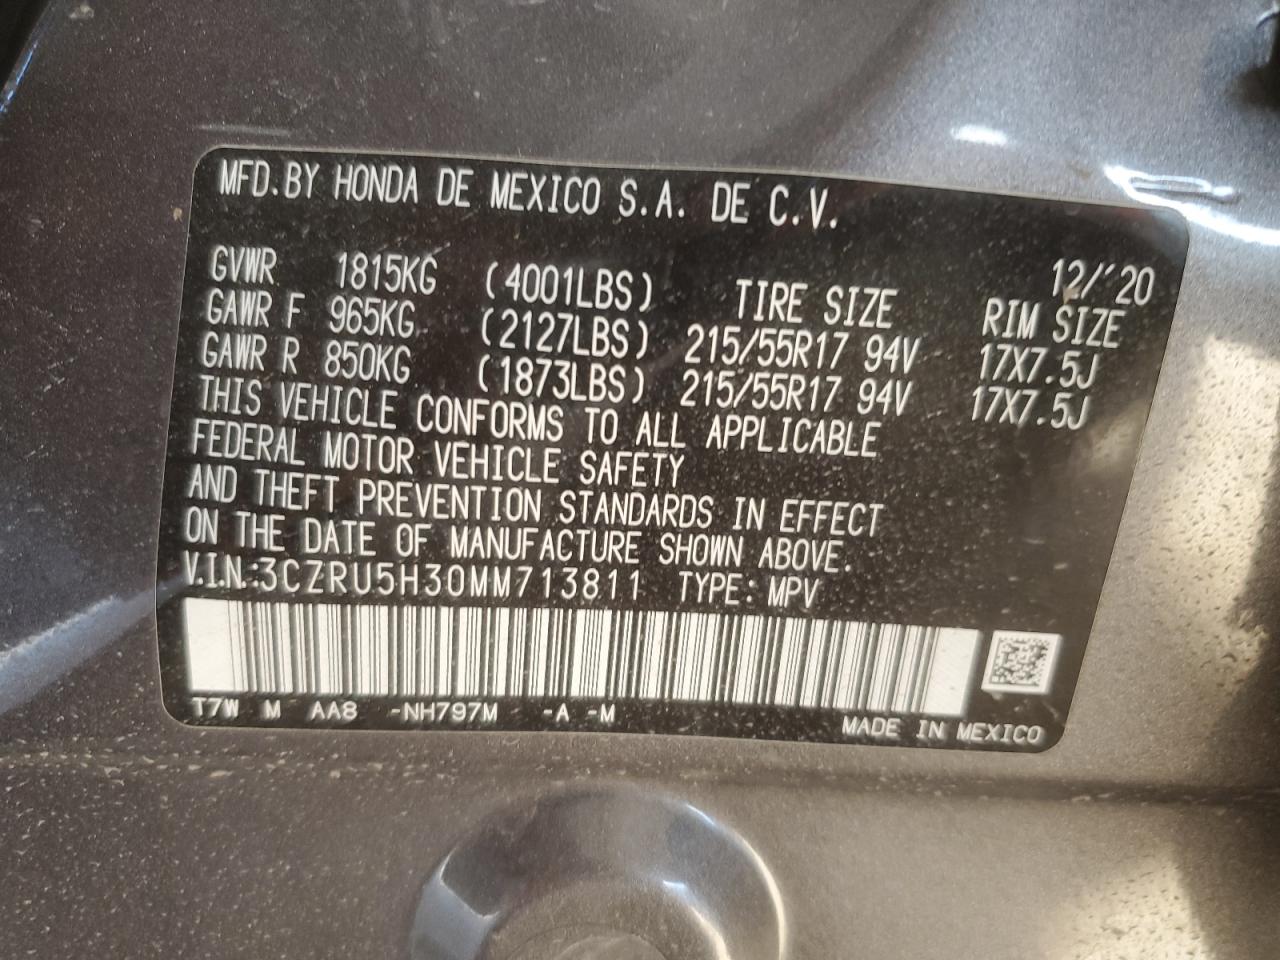 MFD.BY HONDA DE MEXICO S.A. DE C.V.
12/'20
GVWR 1815KG (4001LBS) TIRE SIZE RIM SIZE
GAWR F 965KG (2127LBS) 215/55R17 94V 17X7.5J
GAWR R 850KG (1873LBS) 215/55R17 94V 17X7.5J
THIS VEHICLE CONFORMS TO ALL APPLICABLE
FEDERAL MOTOR VEHICLE SAFETY
AND THEFT PREVENTION STANDARDS IN EFFECT
ON THE DATE OF MANUFACTURE SHOWN ABOVE.
V.I.N.:3CZRU5H30MM713811 TYPE: MPV
T7W M AA8 -NH797M -A -M
MADE IN MEXICO